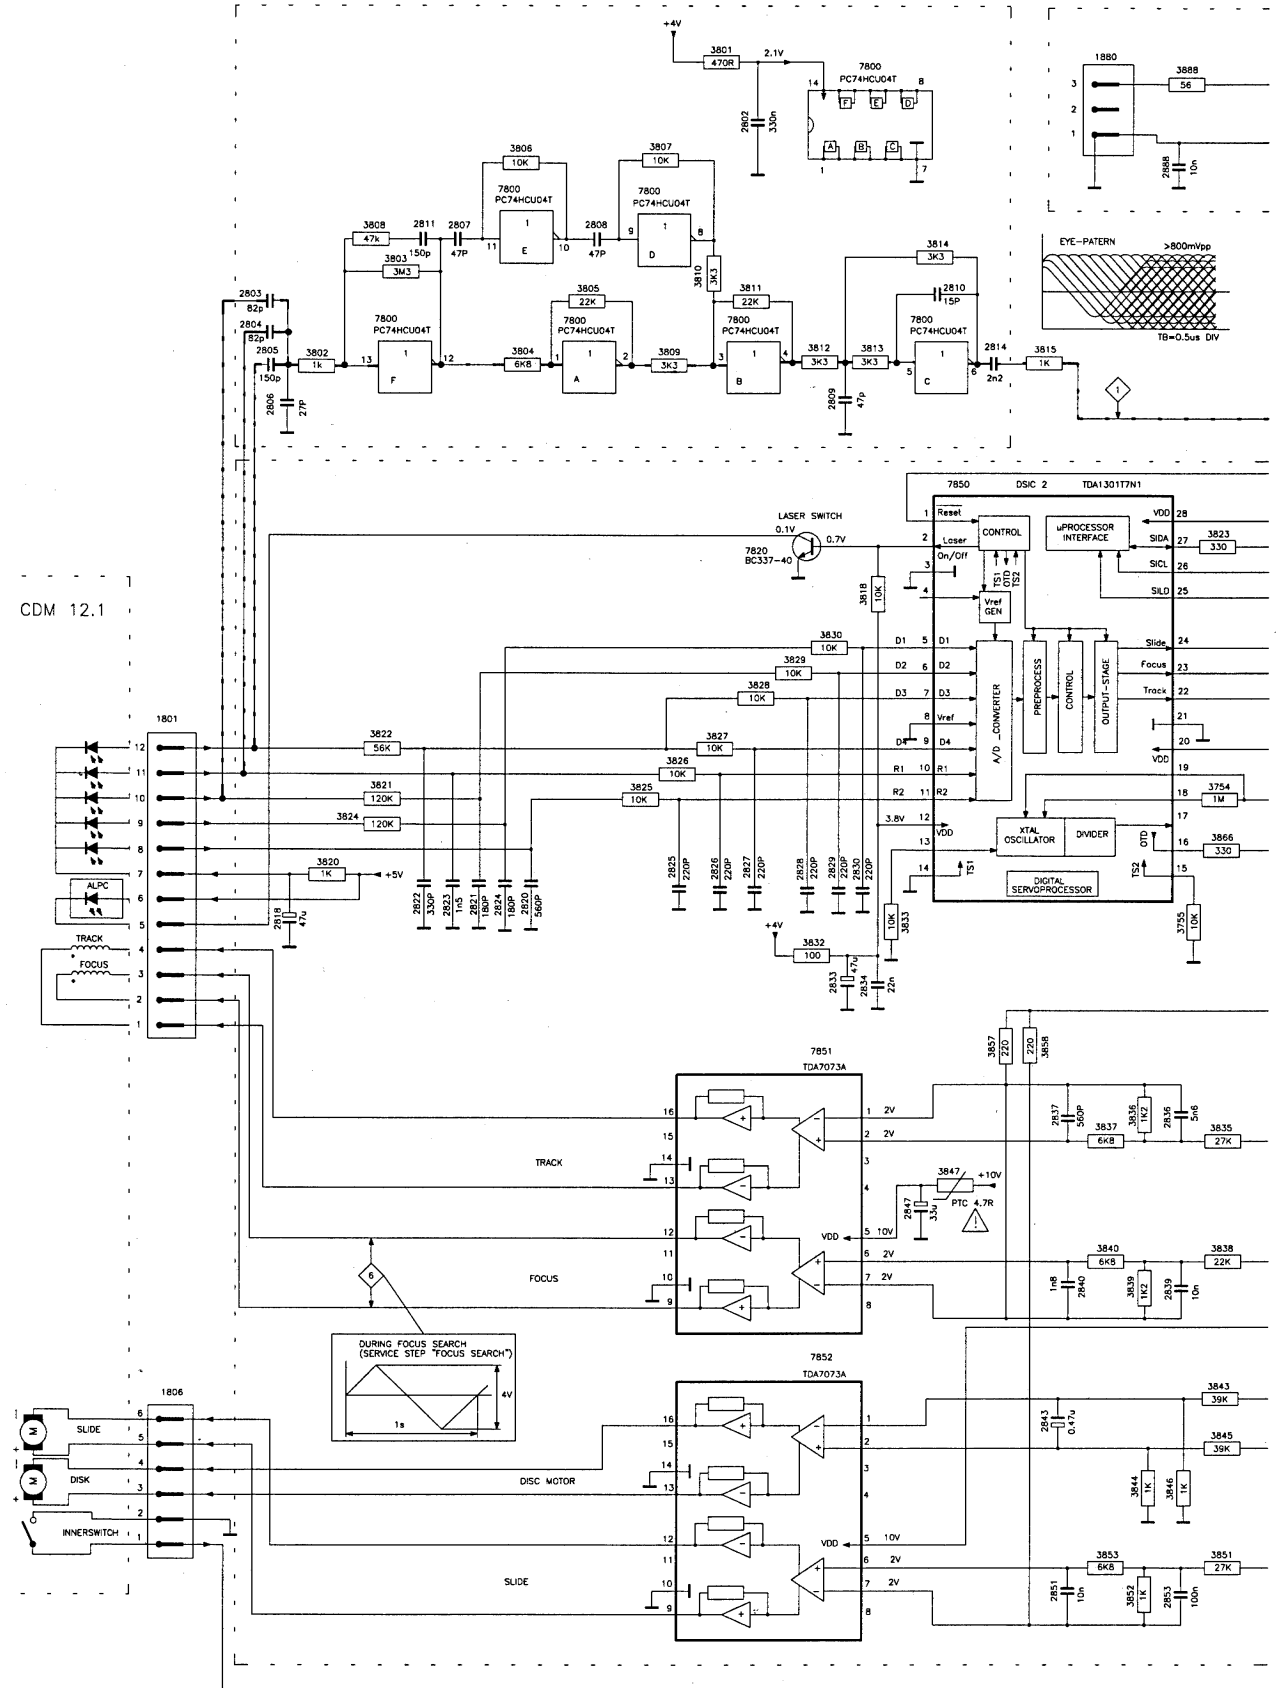 +4V
3801
470R
2.1V
2802
330n
7800
PC74HCU04T
14
8
F
E
D
A
B
C
1
7
1880
3
2
1
3888
56
2888
10n
3806
10K
3807
10K
7800
PC74HCU04T
7800
PC74HCU04T
3808
47k
2811
150p
2807
47P
11
1
E
10
2808
47P
9
1
D
8
3803
3M3
3810
3K3
3814
3K3
EYE-PATERN
>800mVpp
TB=0.5us DIV
2803
82p
2804
82p
2805
150p
2806
27P
3802
1k
7800
PC74HCU04T
13
1
F
12
3804
6K8
3805
22K
7800
PC74HCU04T
1
1
A
2
3809
3K3
3811
22K
7800
PC74HCU04T
3
1
B
4
3812
3K3
3813
3K3
2809
47p
2810
15P
7800
PC74HCU04T
5
1
C
6
2814
2n2
3815
1K
1
7850
DSIC 2
TDA1301T7N1
LASER SWITCH
0.1V
0.7V
7820
BC337-40
3818
10K
1
Reset
2
Laser
On/Off
3
4
CONTROL
TS1
OTD
TS2
Vref
GEN
µPROCESSOR
INTERFACE
VDD
28
SIDA
27
SICL
26
SILD
25
3823
330
CDM 12.1
3830
10K
D1
5
D1
3829
10K
D2
6
D2
3828
10K
D3
7
D3
8
Vref
3827
10K
D4
9
D4
3826
10K
R1
10
R1
3825
10K
R2
11
R2
A/D _CONVERTER
PREPROCESS
CONTROL
OUTPUT-STAGE
Slide
24
Focus
23
Track
22
21
20
VDD
19
18
17
16
15
3754
1M
3866
330
3.8V
12
VDD
13
14
TS1
XTAL
OSCILLATOR
DIVIDER
OTD
TS2
DIGITAL
SERVOPROCESSOR
3833
10K
3755
10K
1801
12
11
10
9
8
7
6
5
4
3
2
1
ALPC
TRACK
FOCUS
3822
56K
3821
120K
3824
120K
3820
1K
+5V
2818
47u
2822
330P
2823
1n5
2821
180P
2824
180P
2820
560P
2825
220P
2826
220P
2827
220P
2828
220P
2829
220P
2830
220P
+4V
3832
100
2833
47u
2834
22n
3857
220
3858
220
7851
TDA7073A
16
15
14
13
12
11
10
9
TRACK
FOCUS
1
2V
2
2V
3
4
VDD
5
10V
6
2V
7
2V
8
2837
560P
3836
1K2
2836
5n6
3837
6K8
3835
27K
3847
+10V
PTC 4.7R
2847
33u
3840
6K8
3838
22K
1n8
2840
3839
1K2
2839
10n
6
DURING FOCUS SEARCH
(SERVICE STEP "FOCUS SEARCH")
4V
1s
1806
6
5
4
3
2
1
M
SLIDE
M
DISK
INNERSWITCH
7852
TDA7073A
16
15
14
13
12
11
10
9
DISC MOTOR
SLIDE
1
2
3
4
VDD
5
10V
6
2V
7
2V
8
2843
0.47u
3843
39K
3845
39K
3844
1K
3846
1K
3853
6K8
3851
27K
2851
10n
3852
1K
2853
100n